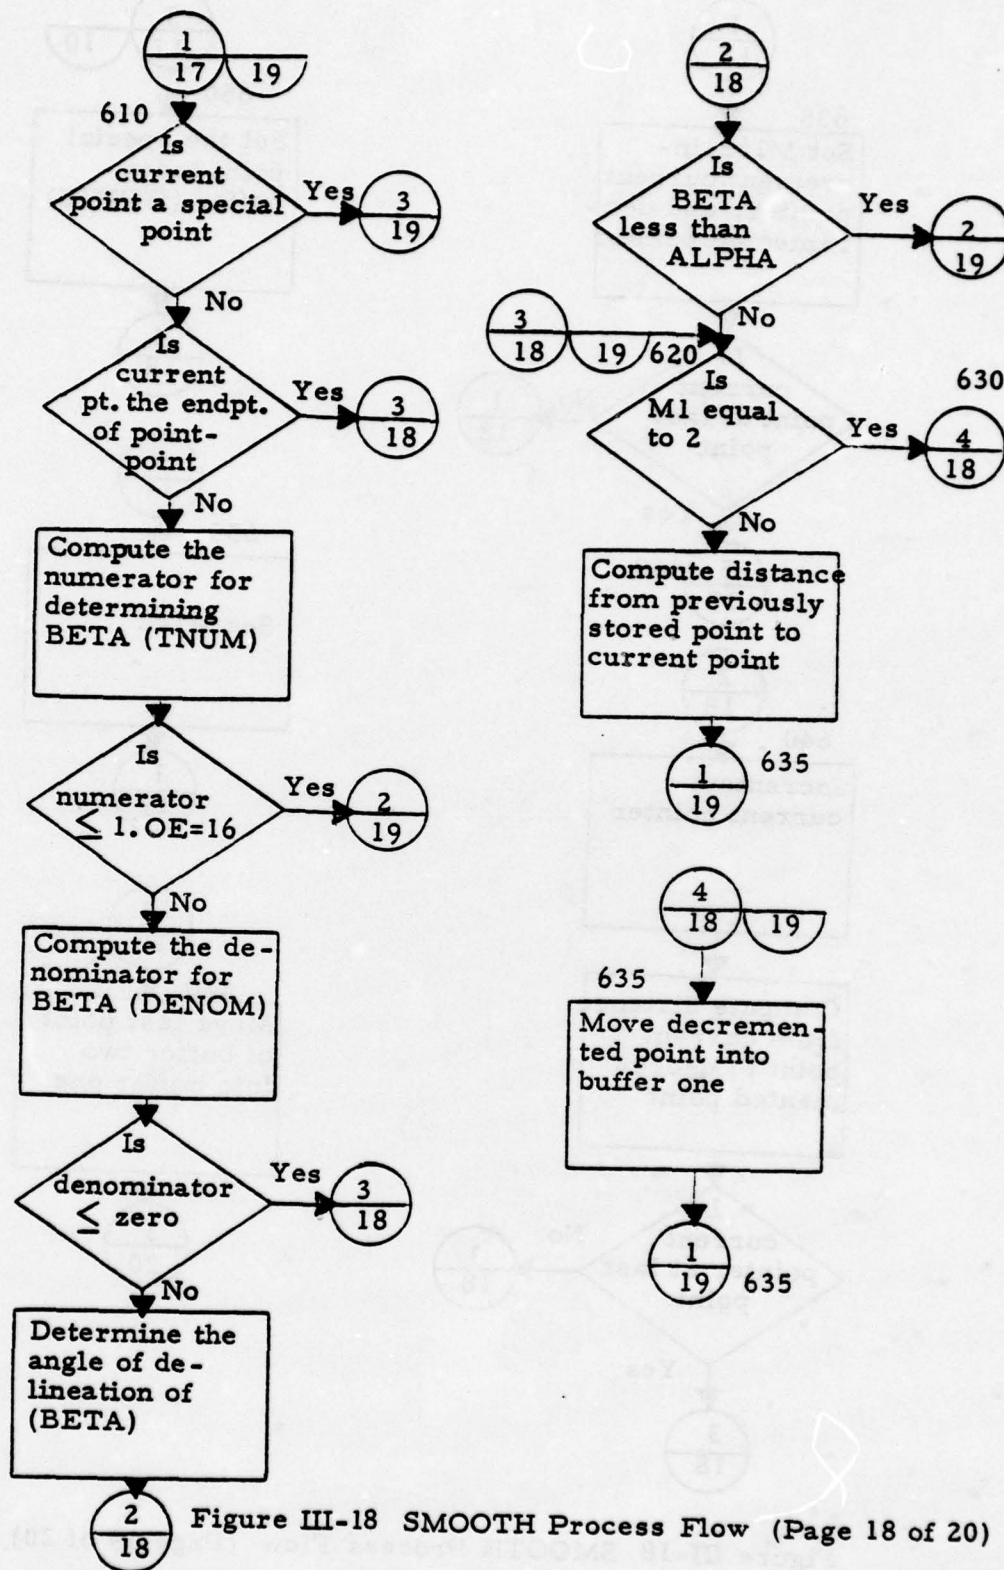 1
17
19
610
Is
current
point a special
point
Yes
3
19
No
Is
current
pt. the endpt.
of point-
point
Yes
3
18
No
Compute the
numerator for
determining
BETA (TNUM)
Is
numerator
≤ 1.OE=16
Yes
2
19
No
Compute the de-
nominator for
BETA (DENOM)
Is
denominator
≤ zero
Yes
3
18
No
Determine the
angle of de-
lineation of
(BETA)
2
18
2
18
Is
BETA
less than
ALPHA
Yes
2
19
No
3
18
19
620
Is
M1 equal
to 2
Yes
630
4
18
No
Compute distance
from previously
stored point to
current point
1
19
635
4
18
19
635
Move decremen-
ted point into
buffer one
1
19
635
Figure III-18 SMOOTH Process Flow (Page 18 of 20)